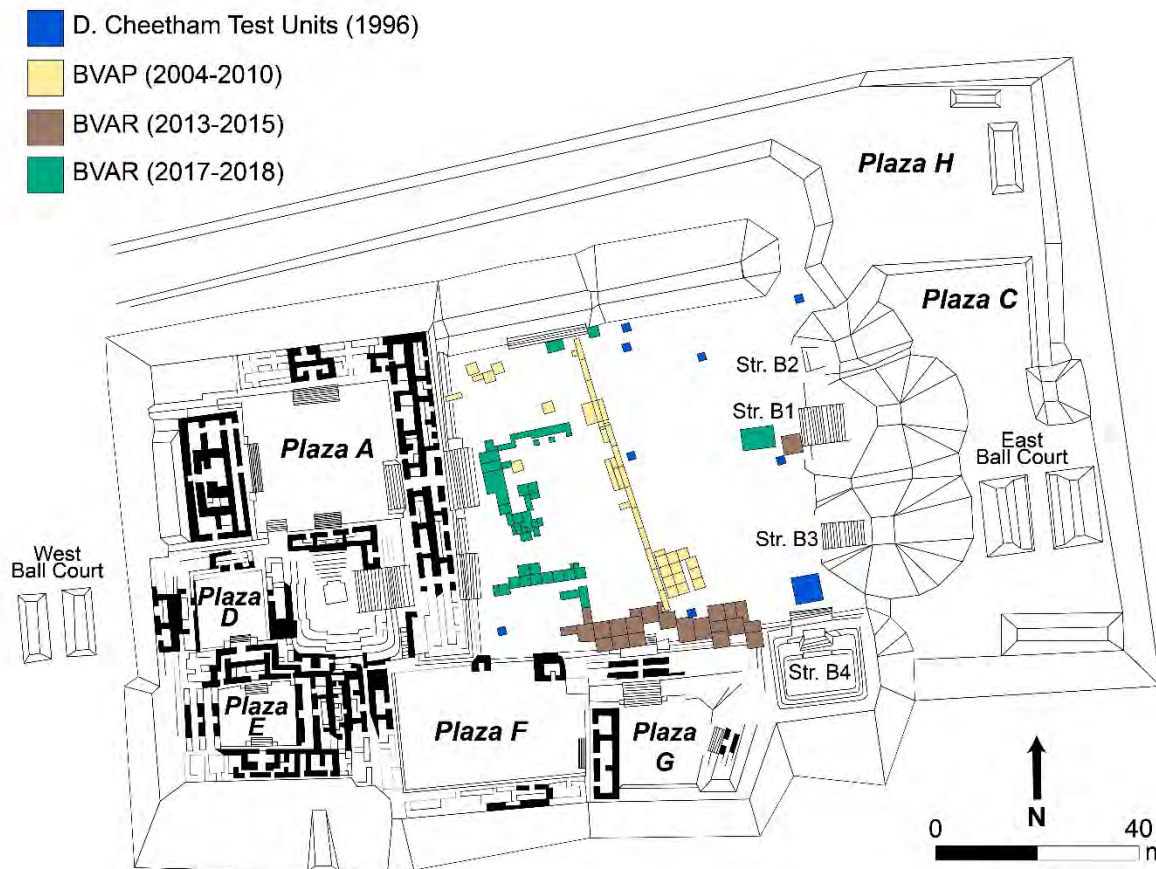 D. Cheetham Test Units (1996)
BVAP (2004-2010)
BVAR (2013-2015)
BVAR (2017-2018)
Plaza H
Plaza C
Str. B2
Str. B1
Plaza A
East
Ball Court
Str. B3
West
Ball Court
Plaza
D
Str. B4
Plaza
E
Plaza F
Plaza
G
N
0
40
m